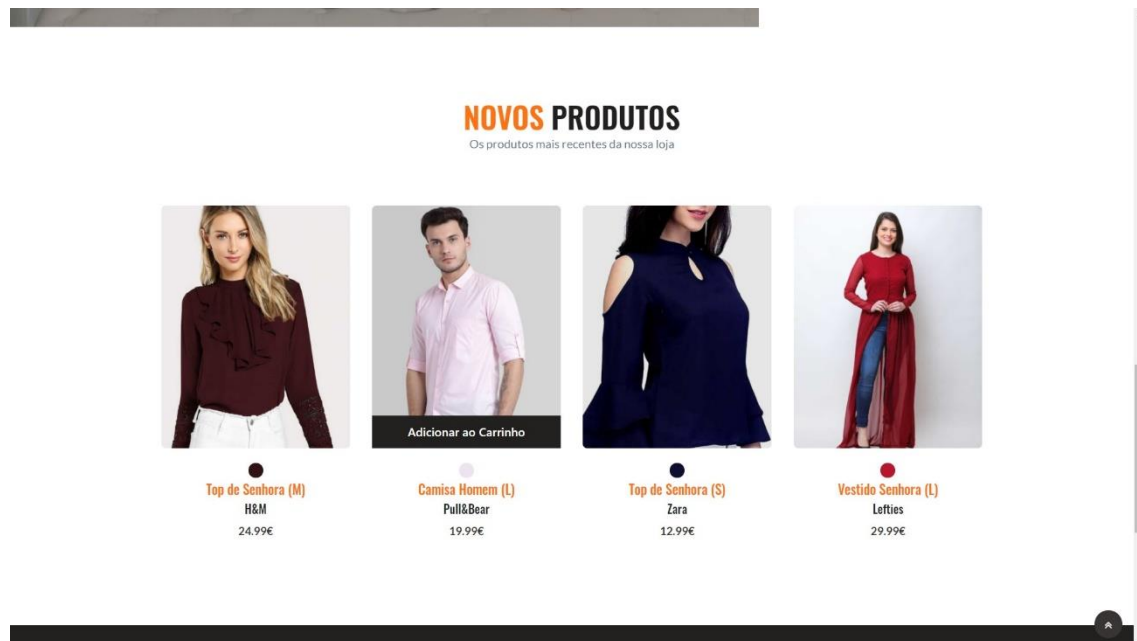 NOVOS PRODUTOS
Os produtos mais recentes da nossa loja
Adicionar ao Carrinho
Top de Senhora (M)
H&M
24.99€
Camisa Homem (L)
Pull&Bear
19.99€
Top de Senhora (S)
Zara
12.99€
Vestido Senhora (L)
Lefties
29.99€